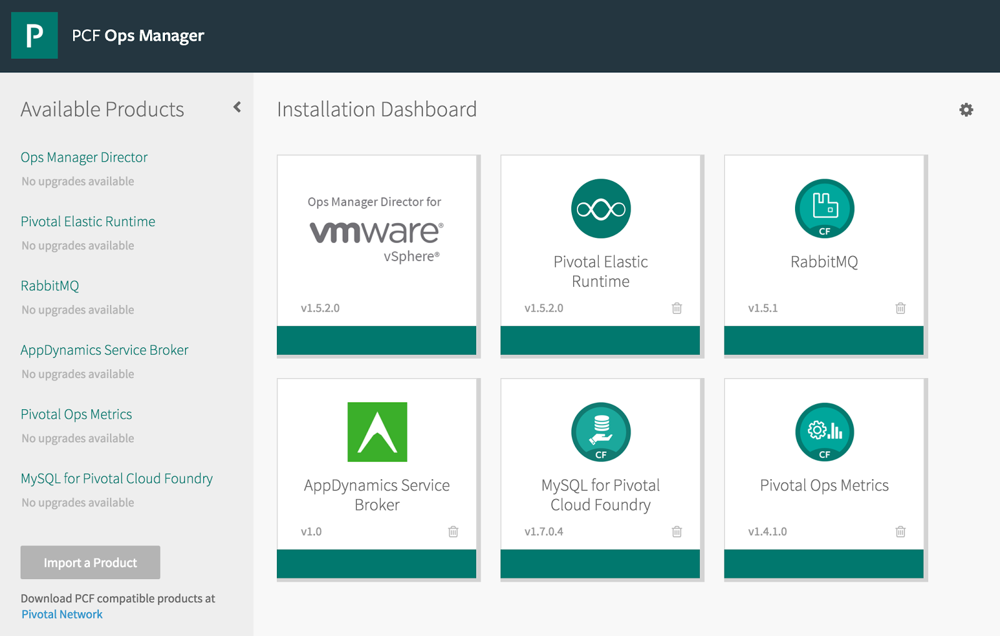 P
PCF Ops Manager
Available Products
Ops Manager Director
No upgrades available
Pivotal Elastic Runtime
No upgrades available
RabbitMQ
No upgrades available
AppDynamics Service Broker
No upgrades available
Pivotal Ops Metrics
No upgrades available
MySQL for Pivotal Cloud Foundry
No upgrades available
Import a Product
Download PCF compatible products at
Pivotal Network
Installation Dashboard
Ops Manager Director for
vmware®
vSphere®
v1.5.2.0
Pivotal Elastic
Runtime
v1.5.2.0
CF
RabbitMQ
v1.5.1
AppDynamics Service
Broker
v1.0
CF
MySQL for Pivotal
Cloud Foundry
v1.7.0.4
CF
Pivotal Ops Metrics
v1.4.1.0